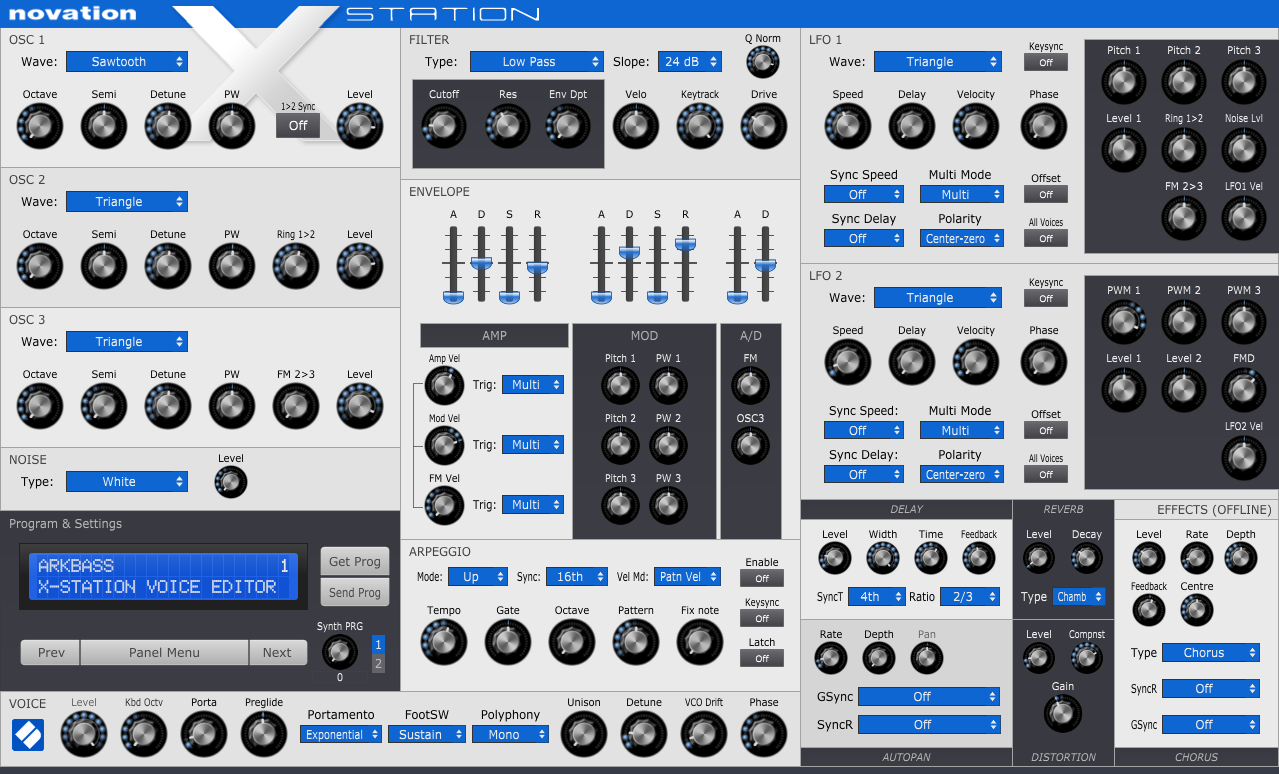 novation STATION
OSC 1
Wave: Sawtooth
Octave Semi Detune PW 1>2 Sync Level
Off
OSC 2
Wave: Triangle
Octave Semi Detune PW Ring 1>2 Level
OSC 3
Wave: Triangle
Octave Semi Detune PW FM 2>3 Level
NOISE
Type: White Level
Program & Settings
ARKBASS 1
X-STATION VOICE EDITOR
Get Prog
Send Prog
Synth PRG
1
2
0
Prev Panel Menu Next
FILTER
Type: Low Pass Slope: 24 dB Q Norm
Cutoff Res Env Dpt Velo Keytrack Drive
ENVELOPE
A D S R A D S R A D
AMP MOD A/D
Amp Vel Trig: Multi
Mod Vel Trig: Multi
FM Vel Trig: Multi
Pitch 1 PW 1 FM
Pitch 2 PW 2 OSC3
Pitch 3 PW 3
ARPEGGIO
Mode: Up Sync: 16th Vel Md: Patn Vel
Enable
Off
Keysync
Off
Latch
Off
Tempo Gate Octave Pattern Fix note
VOICE
Level Kbd Octv Porta Preglide
Portamento FootSW Polyphony
Exponential Sustain Mono
Unison Detune VCO Drift Phase
LFO 1
Wave: Triangle
Keysync
Off
Speed Delay Velocity Phase
Sync Speed Multi Mode Offset
Off Multi Off
Sync Delay Polarity All Voices
Off Center-zero Off
Pitch 1 Pitch 2 Pitch 3
Level 1 Ring 1>2 Noise Lvl
FM 2>3 LFO1 Vel
LFO 2
Wave: Triangle
Keysync
Off
Speed Delay Velocity Phase
Sync Speed: Multi Mode Offset
Off Multi Off
Sync Delay: Polarity All Voices
Off Center-zero Off
PWM 1 PWM 2 PWM 3
Level 1 Level 2 FMD
LFO2 Vel
DELAY
Level Width Time Feedback
SyncT 4th Ratio 2/3
Rate Depth Pan
GSync Off
SyncR Off
AUTOPAN
REVERB
Level Decay
Type Chamb
Level Compnst
Gain
DISTORTION
EFFECTS (OFFLINE)
Level Rate Depth
Feedback Centre
Type Chorus
SyncR Off
GSync Off
CHORUS